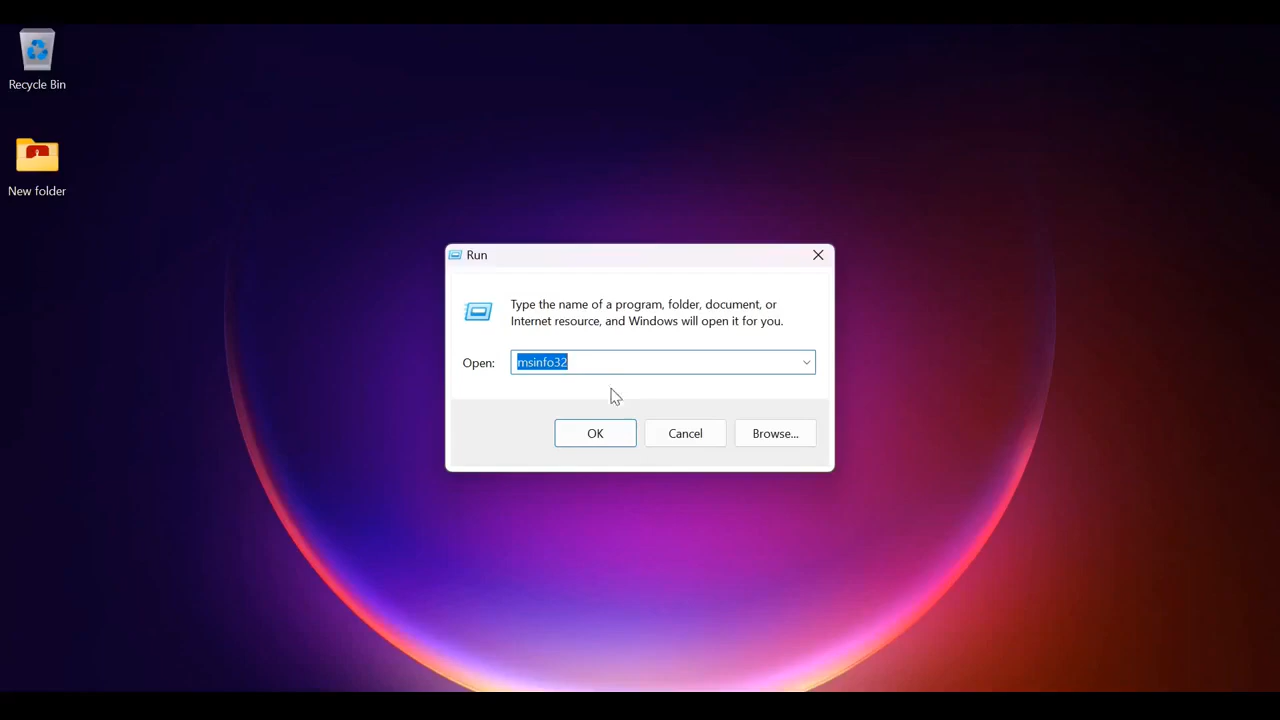 Recycle Bin
New folder
Run
Type the name of a program, folder, document, or
Internet resource, and Windows will open it for you.
Open: msinfo32
OK Cancel Browse...